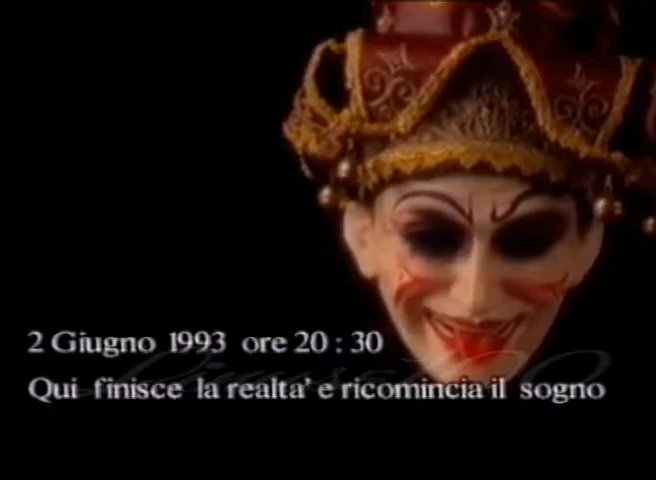 2 Giugno 1993 ore 20 : 30
Qui finisce la realta' e ricomincia il sogno